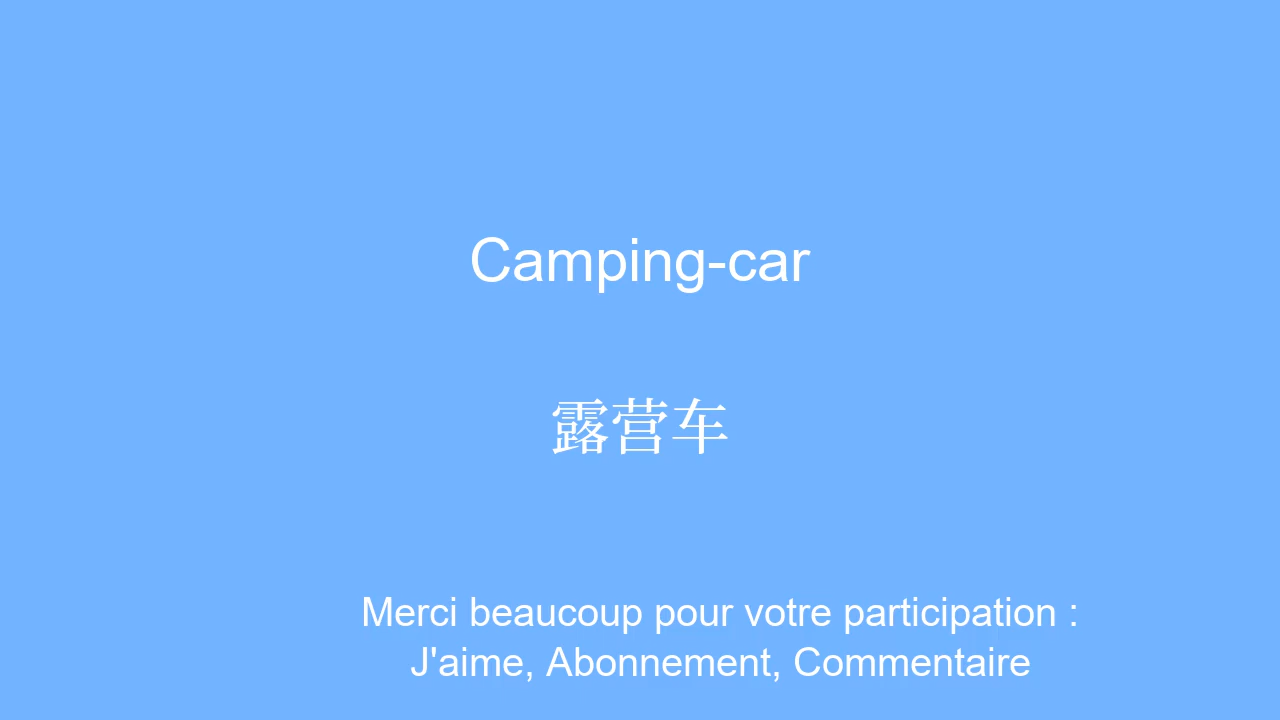 Camping-car
露营车
Merci beaucoup pour votre participation :
J'aime, Abonnement, Commentaire